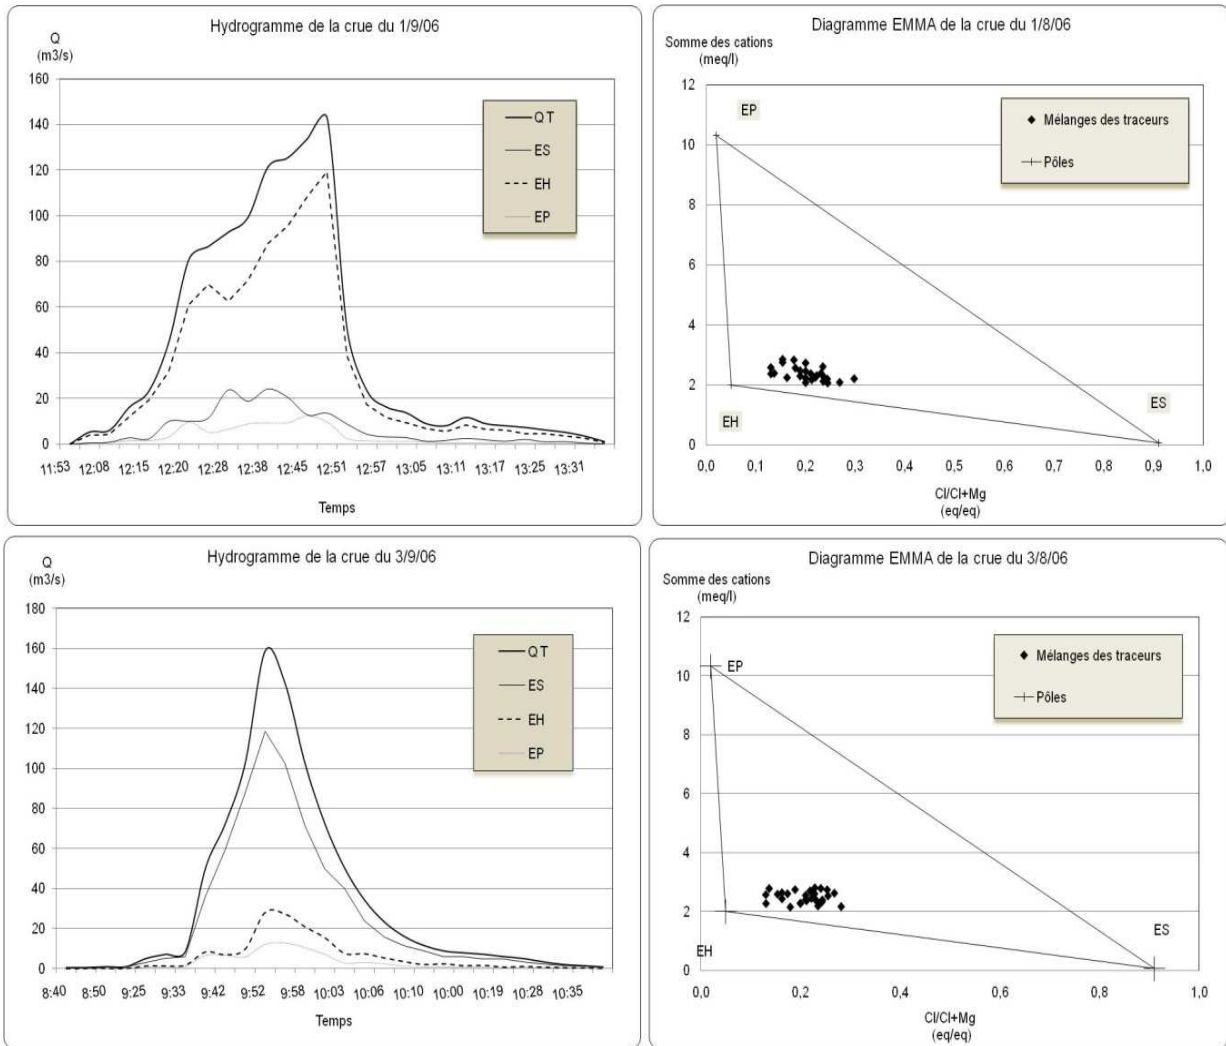 Hydrogramme de la crue du 1/9/06
Q
(m3/s)
160
140
120
100
80
60
40
20
0
QT
ES
EH
EP
11:53 12:08 12:15 12:20 12:28 12:38 12:45 12:51 12:57 13:05 13:11 13:17 13:25 13:31
Temps
Diagramme EMMA de la crue du 1/8/06
Somme des cations
(meq/l)
12
10
8
6
4
2
0
EP
EH
ES
Mélanges des traceurs
Pôles
0,0 0,1 0,2 0,3 0,4 0,5 0,6 0,7 0,8 0,9 1,0
Cl/Cl+Mg
(eq/eq)
Hydrogramme de la crue du 3/9/06
Q
(m3/s)
180
160
140
120
100
80
60
40
20
0
QT
ES
EH
EP
8:40 8:50 9:25 9:33 9:42 9:52 9:58 10:03 10:06 10:10 10:00 10:19 10:28 10:35
Temps
Diagramme EMMA de la crue du 3/8/06
Somme des cations
(meq/l)
12
10
8
6
4
2
0
EP
EH
ES
Mélanges des traceurs
Pôles
0,0 0,2 0,4 0,6 0,8 1,0
Cl/Cl+Mg
(eq/eq)